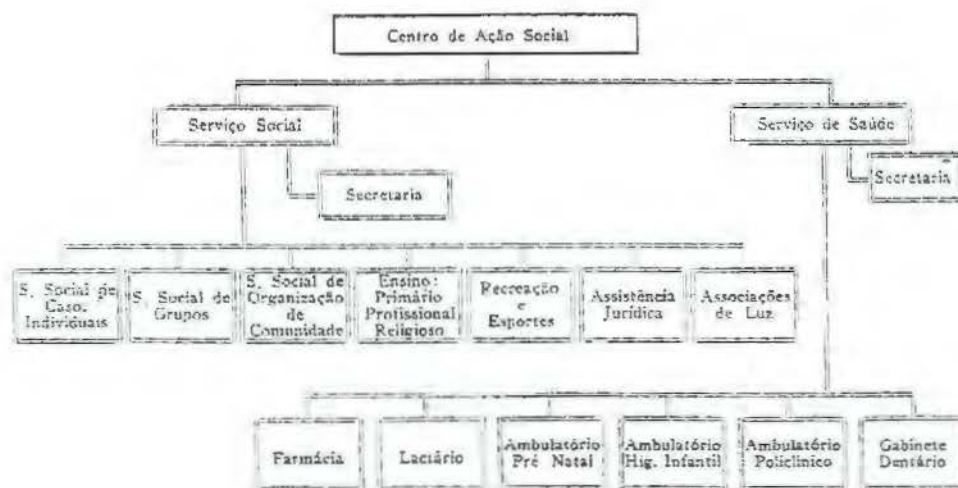 Centro de Ação Social
Serviço Social
Serviço de Saúde
Secretaria
Secretaria
S. Social de
Caso.
Individuais
S. Social de
Grupos
S. Social de
Organização
de
Comunidade
Ensino:
Primário
Profissional
Religioso
Recreação
e
Esportes
Assistência
Jurídica
Associações
de Luz
Farmácia
Lactário
Ambulatório
Pré Natal
Ambulatório
Hig. Infantil
Ambulatório
Policlínico
Gabinete
Dentário